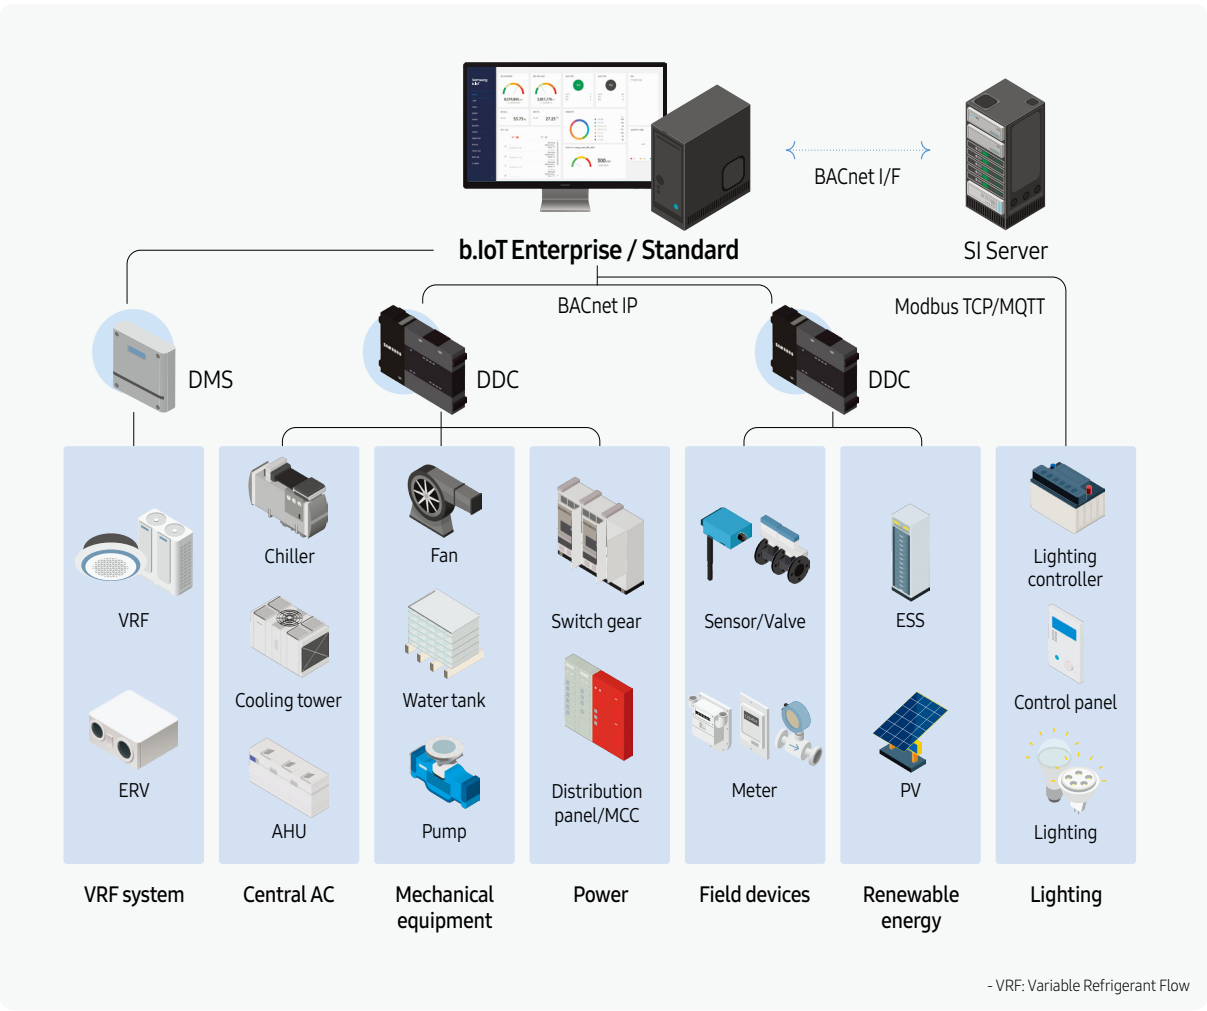 BACnet I/F
b.IoT Enterprise / Standard
SI Server
BACnet IP
Modbus TCP/MQTT
DMS
DDC
DDC
VRF
ERV
VRF system
Chiller
Cooling tower
AHU
Central AC
Fan
Water tank
Pump
Mechanical
equipment
Switch gear
Distribution
panel/MCC
Power
Sensor/Valve
Meter
Field devices
ESS
PV
Renewable
energy
Lighting
controller
Control panel
Lighting
Lighting
- VRF: Variable Refrigerant Flow